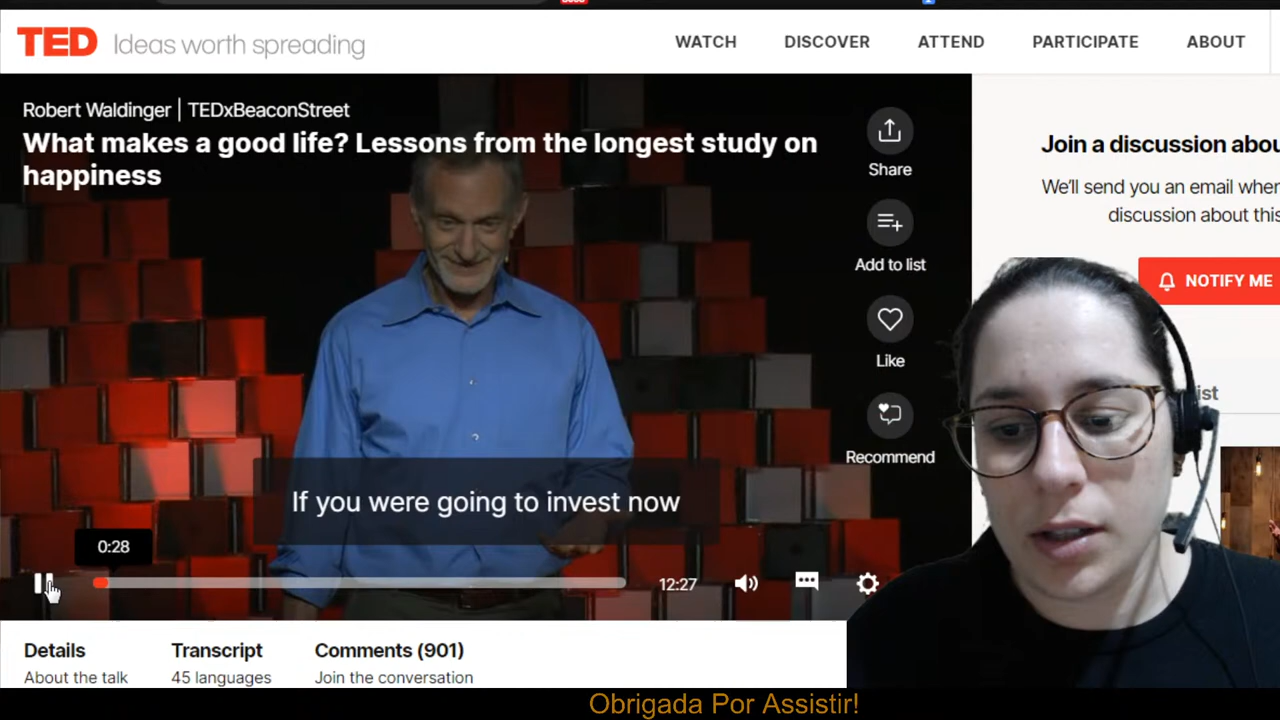 TED Ideas worth spreading
WATCH DISCOVER ATTEND PARTICIPATE ABOUT
Robert Waldinger | TEDxBeaconStreet
What makes a good life? Lessons from the longest study on
happiness
Share
Add to list
Like
Recommend
If you were going to invest now
0:28
12:27
Join a discussion abou
We'll send you an email wher
discussion about this
NOTIFY ME
ist
Details
About the talk
Transcript
45 languages
Comments (901)
Join the conversation
Obrigada Por Assistir!